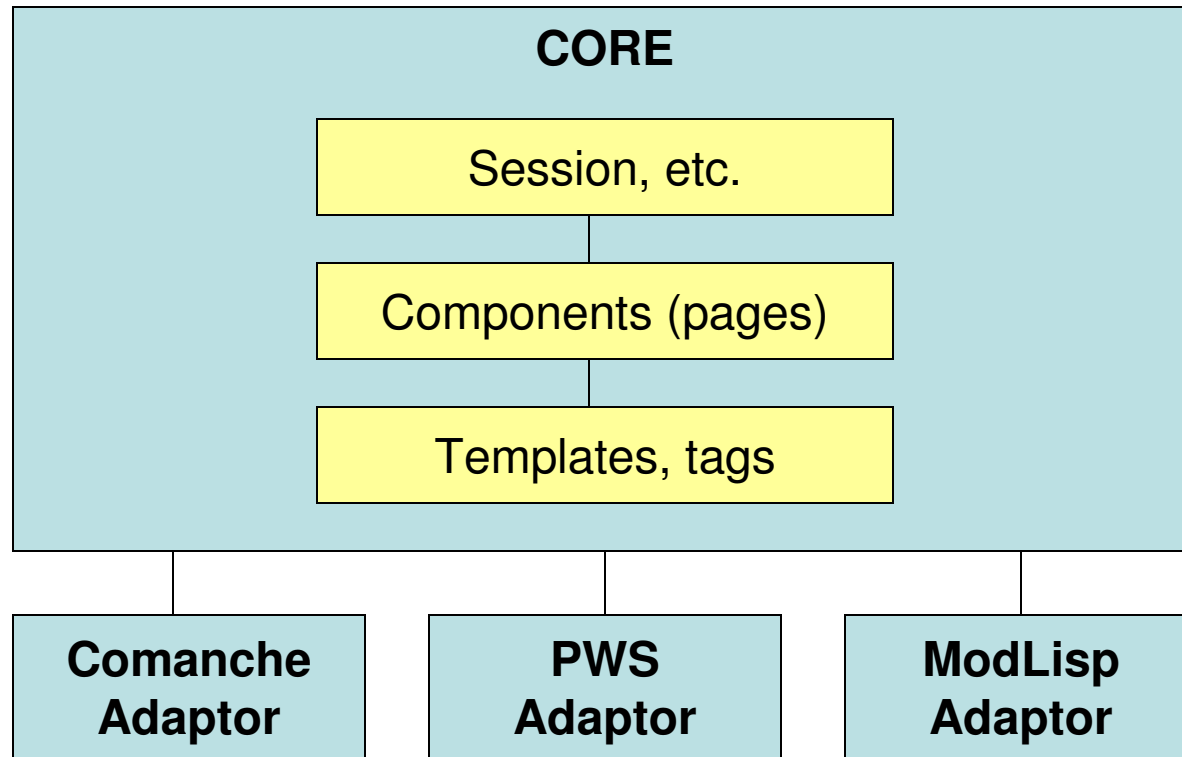 CORE
Session, etc.
Components (pages)
Templates, tags
Comanche
Adaptor
PWS
Adaptor
ModLisp
Adaptor